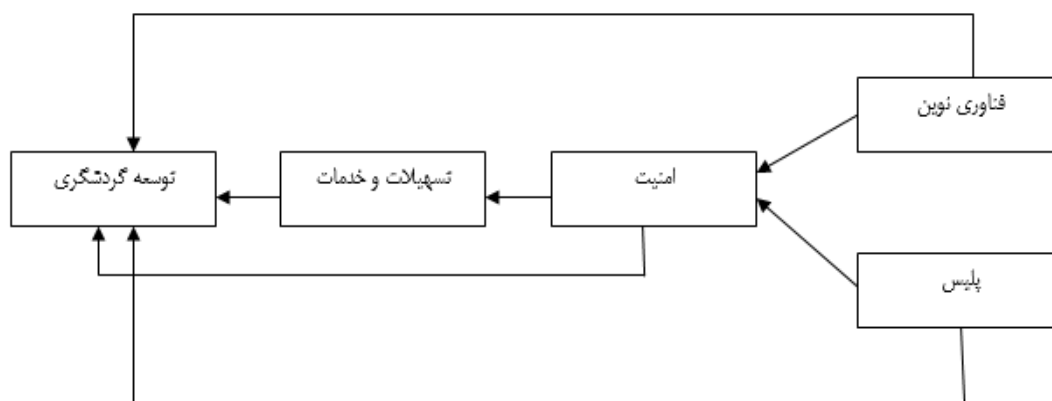 فناوری نوین
امنیت
تسهیلات و خدمات
توسعه گردشگری
پلیس